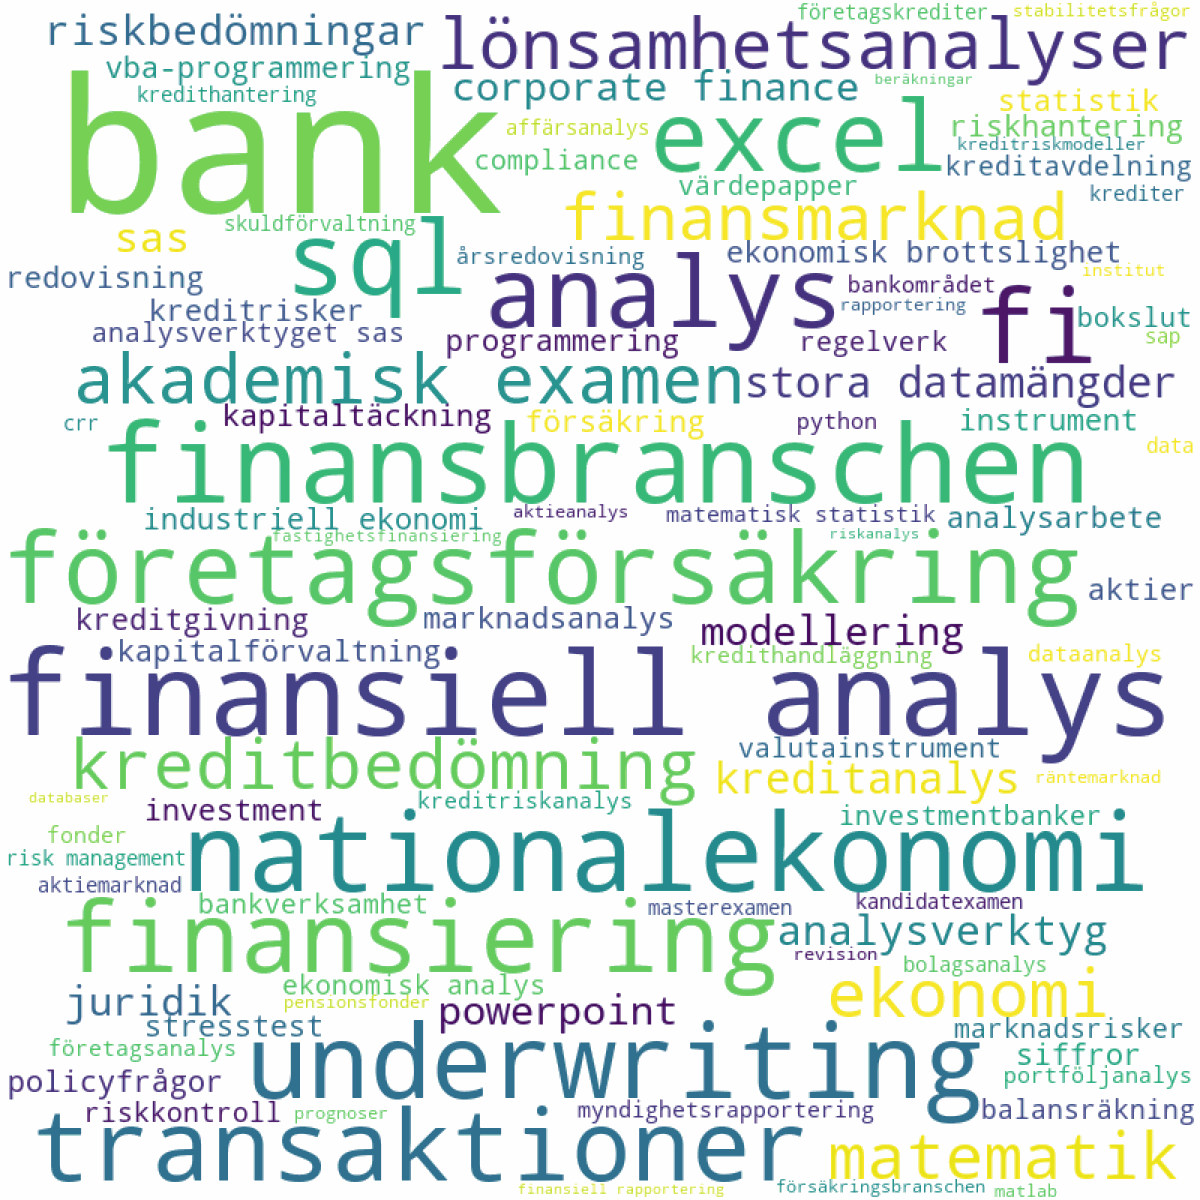 företagskrediter
stabilitetsfrågor
riskbedömningar
lönsamhetsanalyser
vba-programmering
corporate finance
beräkningar
kredithantering
bank
affärsanalys
excel
statistik
riskhantering
kreditriskmodeller
compliance
kreditavdelning
värdepapper
krediter
skuldförvaltning
finansmarknad
sas
sql
årsredovisning
ekonomisk brottslighet
redovisning
analys
bankområdet
institut
kreditrisker
rapportering
fi
bokslut
analysverktyget sas
programmering
regelverk
sap
akademisk examen
stora datamängder
crr
kapitaltäckning
försäkring
python
instrument
data
finansbranschen
industriell ekonomi
aktieanalys
matematisk statistik
analysarbete
fastighetsfinansiering
riskanalys
företagsförsäkring
aktier
kreditgivning
marknadsanalys
modellering
kapitalförvaltning
kredithandläggning
dataanalys
finansiell analys
kreditbedömning
valutainstrument
kreditanalys
räntemarknad
databaser
investment
kreditriskanalys
investmentbanker
fonder
nationalekonomi
risk management
aktiemarknad
bankverksamhet
masterexamen
kandidatexamen
finansiering
analysverktyg
revision
bolagsanalys
ekonomisk analys
juridik
pensionsfonder
powerpoint
ekonomi
stresstest
marknadsrisker
företagsanalys
underwriting
siffror
policyfrågor
portföljanalys
riskkontroll
prognoser
myndighetsrapportering
balansräkning
transaktioner
matematik
finansiell rapportering
försäkringsbranschen
matlab